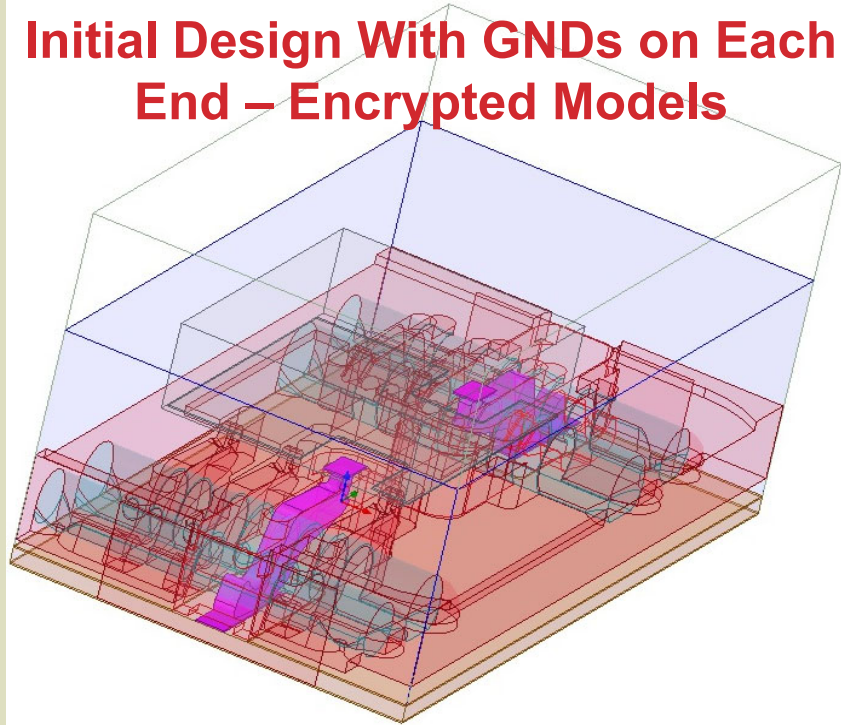 Initial Design With GNDs on Each
End – Encrypted Models